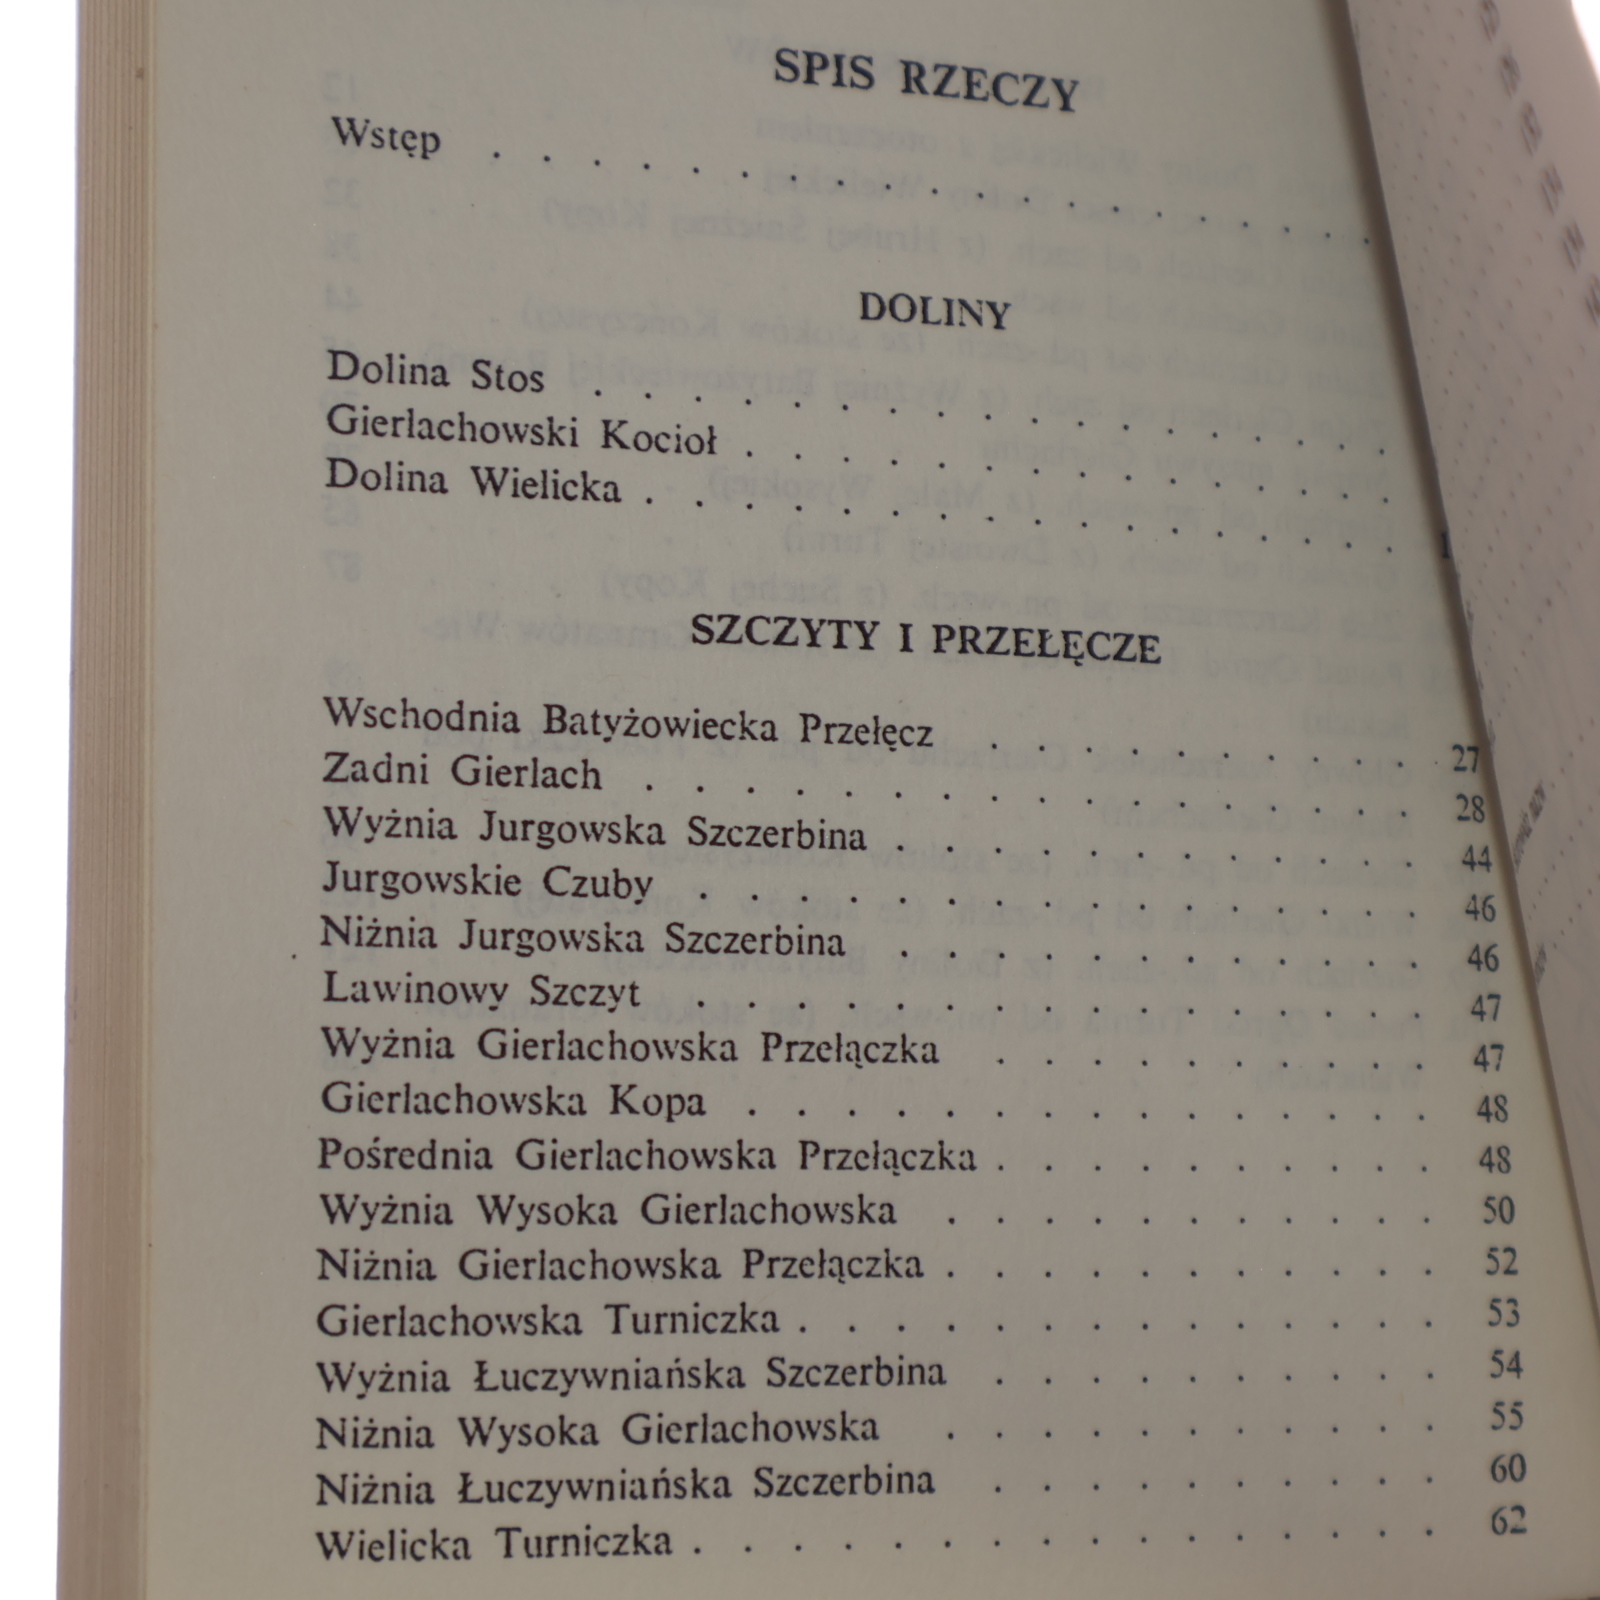 SPIS RZECZY
Wstęp . . . . . . . . . . . . . . . . . .
DOLINY
Dolina Stos . . . . . . . . . . . . . . . . .
Gierlachowski Kocioł . . . . . . . . . . . . . .
Dolina Wielicka . . . . . . . . . . . . . . . . 1
SZCZYTY I PRZEŁĘCZE
Wschodnia Batyżowiecka Przełęcz . . . . . . . . . . 27
Zadni Gierlach . . . . . . . . . . . . . . . . 28
Wyżnia Jurgowska Szczerbina . . . . . . . . . . . 44
Jurgowskie Czuby . . . . . . . . . . . . . . . 46
Niżnia Jurgowska Szczerbina . . . . . . . . . . . 46
Lawinowy Szczyt . . . . . . . . . . . . . . . 47
Wyżnia Gierlachowska Przełączka . . . . . . . . . 47
Gierlachowska Kopa . . . . . . . . . . . . . . 48
Pośrednia Gierlachowska Przełączka . . . . . . . . . 48
Wyżnia Wysoka Gierlachowska . . . . . . . . . . . 50
Niżnia Gierlachowska Przełączka . . . . . . . . . . . 52
Gierlachowska Turniczka . . . . . . . . . . . . . . 53
Wyżnia Łuczywniańska Szczerbina . . . . . . . . . . 54
Niżnia Wysoka Gierlachowska . . . . . . . . . . . 55
Niżnia Łuczywniańska Szczerbina . . . . . . . . . . 60
Wielicka Turniczka . . . . . . . . . . . . . . . . 62